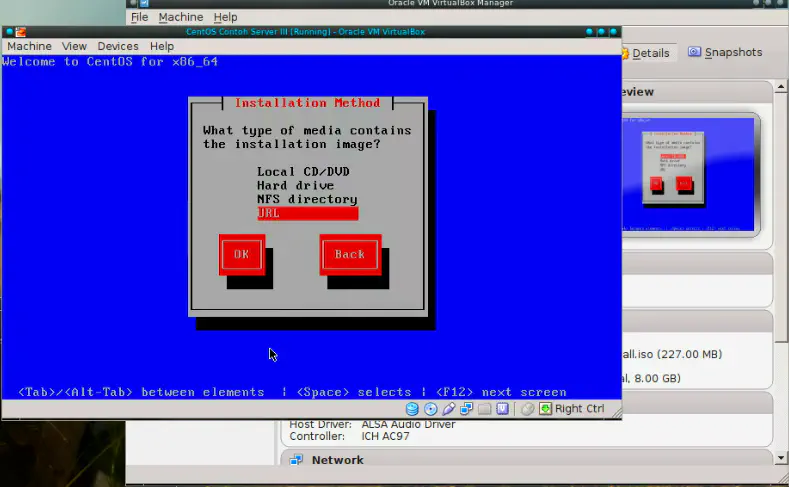 Oracle VM VirtualBox Manager
File Machine Help
CentOS Contoh Server III [Running] - Oracle VM VirtualBox
Machine View Devices Help
Details Snapshots
Welcome to CentOS for x86_64
eview
Installation Method
What type of media contains
the installation image?
Local CD/DVD
Hard drive
NFS directory
URL
OK Back
all.iso (227.00 MB)
al, 8.00 GB)
<Tab>/<Alt-Tab> between elements | <Space> selects | <F12> next screen
Right Ctrl
Host Driver: ALSA Audio Driver
Controller: ICH AC97
Network